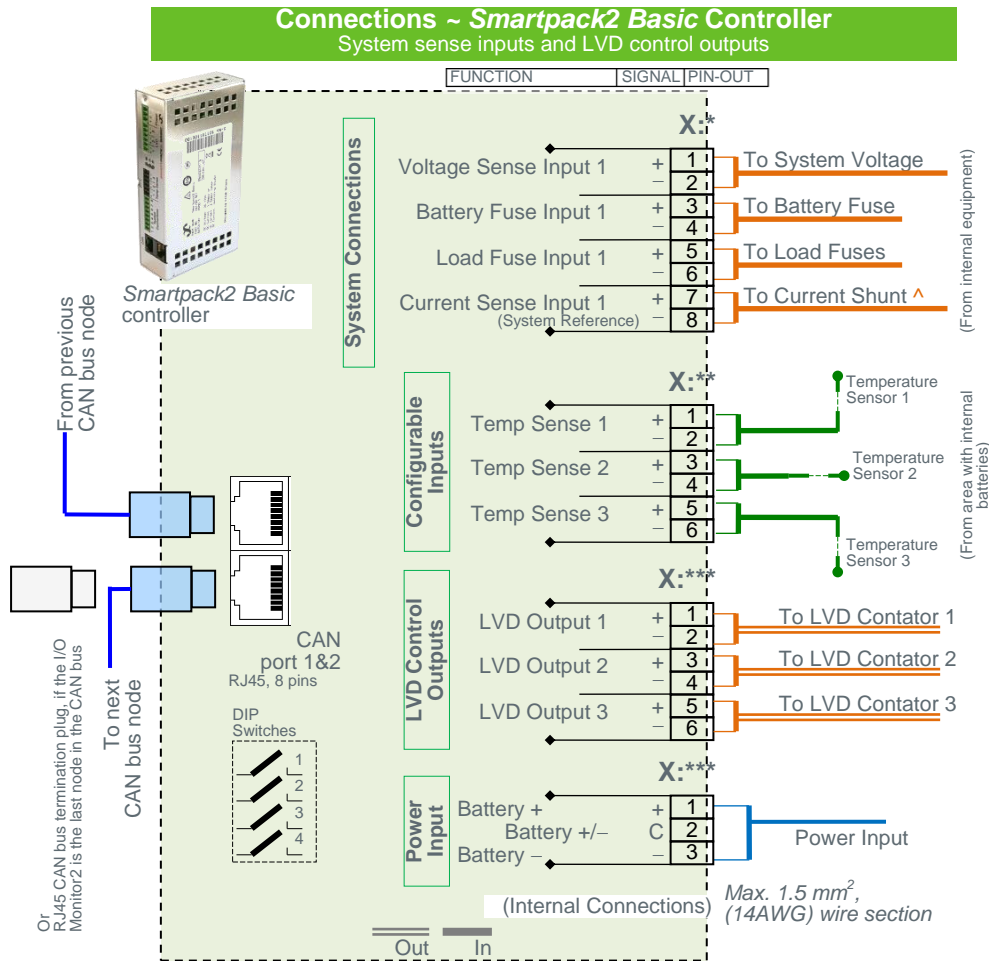 Connections ~ Smartpack2 Basic Controller
System sense inputs and LVD control outputs
FUNCTION SIGNAL PIN-OUT
System Connections
X:*
Voltage Sense Input 1 + 1 To System Voltage
– 2
Battery Fuse Input 1 + 3 To Battery Fuse
– 4
Load Fuse Input 1 + 5 To Load Fuses
– 6
Current Sense Input 1 + 7 To Current Shunt ^
(System Reference) – 8
(From internal equipment)
Smartpack2 Basic
controller
From previous
CAN bus node
Configurable
Inputs
X:**
Temp Sense 1 + 1
– 2
Temp Sense 2 + 3
– 4
Temp Sense 3 + 5
– 6
Temperature
Sensor 1
Temperature
Sensor 2
Temperature
Sensor 3
(From area with internal
batteries)
CAN
port 1&2
RJ45, 8 pins
To next
CAN bus node
Or
RJ45 CAN bus termination plug, if the I/O
Monitor2 is the last node in the CAN bus
LVD Control
Outputs
X:***
LVD Output 1 + 1 To LVD Contator 1
– 2
LVD Output 2 + 3 To LVD Contator 2
– 4
LVD Output 3 + 5 To LVD Contator 3
– 6
DIP
Switches
1
2
3
4
Power
Input
X:***
Battery + + 1
Battery +/– C 2 Power Input
Battery – – 3
(Internal Connections)
Max. 1.5 mm²,
(14AWG) wire section
Out In